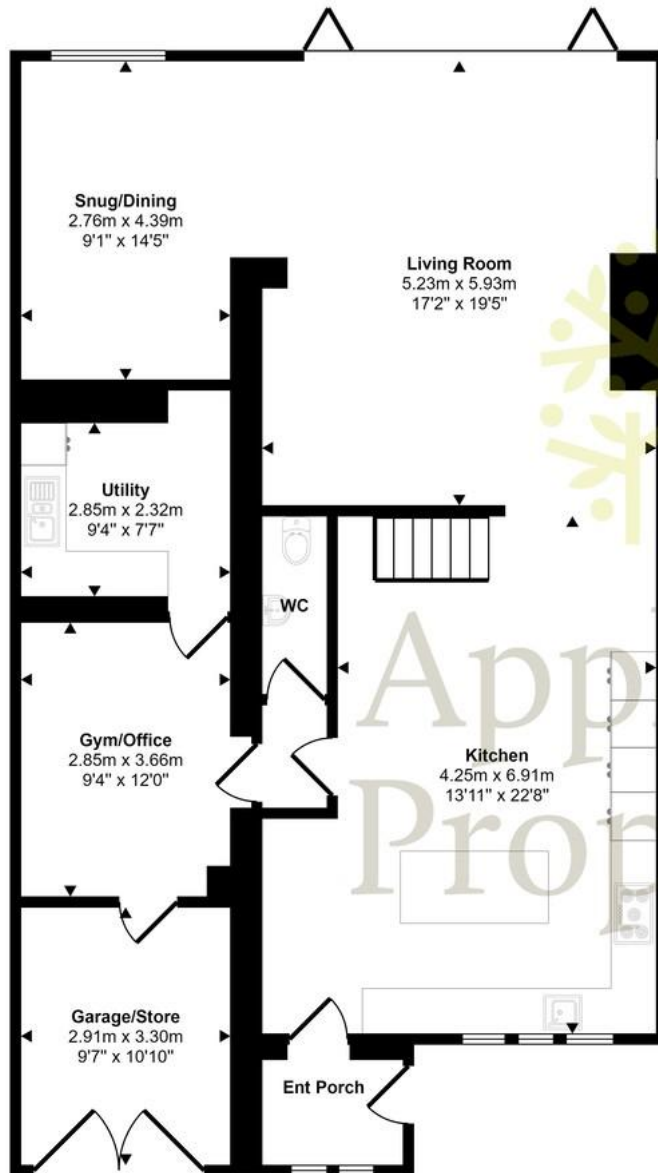 Snug/Dining
2.76m x 4.39m
9'1" x 14'5"
Living Room
5.23m x 5.93m
17'2" x 19'5"
Utility
2.85m x 2.32m
9'4" x 7'7"
WC
Gym/Office
2.85m x 3.66m
9'4" x 12'0"
Kitchen
4.25m x 6.91m
13'11" x 22'8"
Garage/Store
2.91m x 3.30m
9'7" x 10'10"
Ent Porch